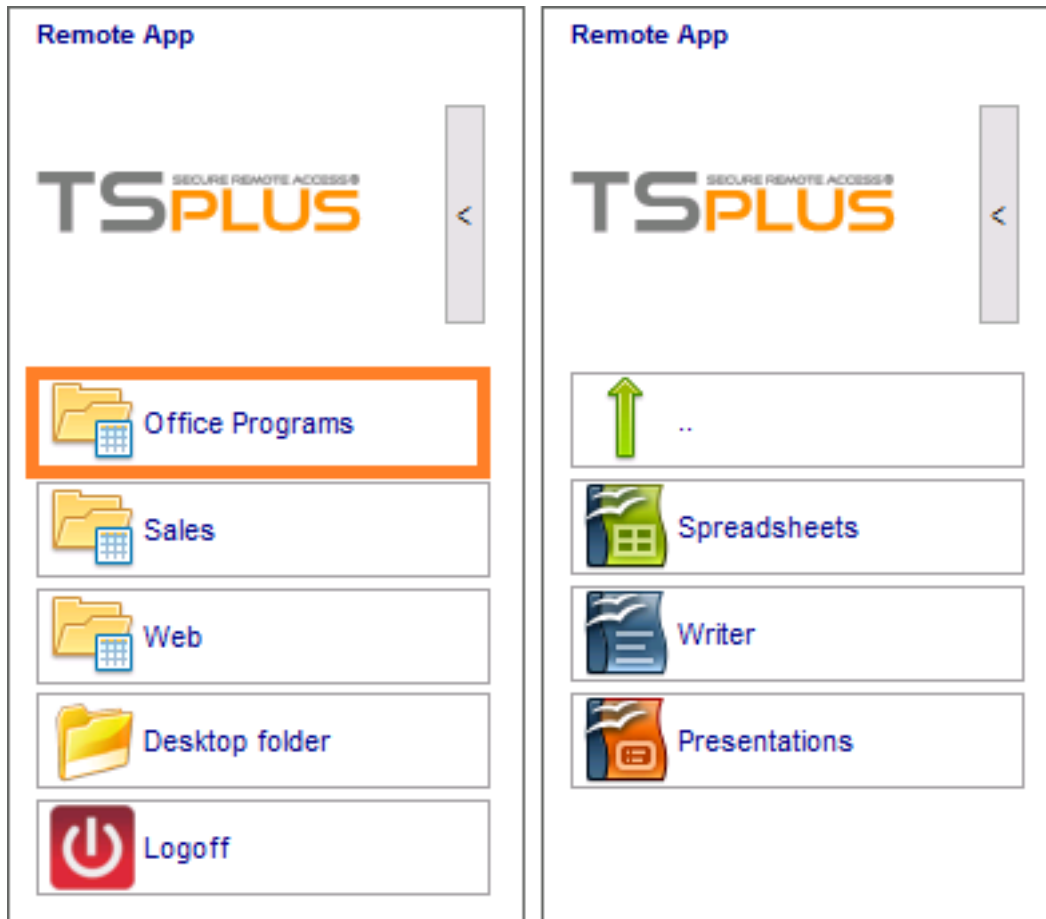 Remote App
SECURE REMOTE ACCESS®
TSPLUS
<
Office Programs
Sales
Web
Desktop folder
Logoff
Remote App
SECURE REMOTE ACCESS®
TSPLUS
<
..
Spreadsheets
Writer
Presentations